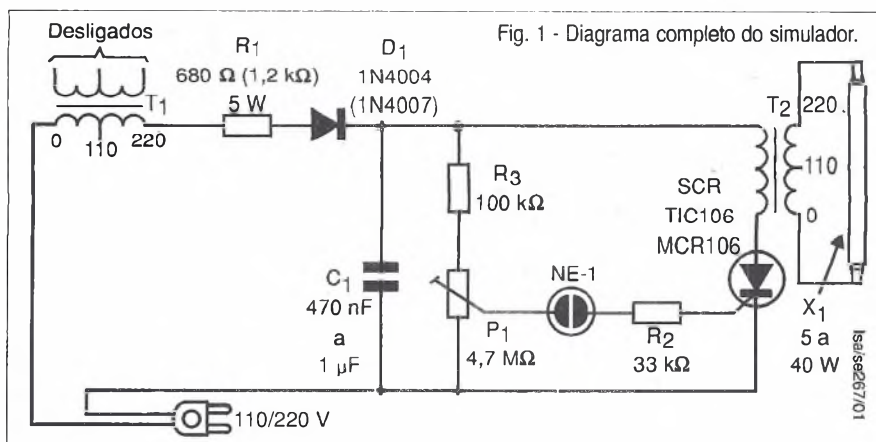 Fig. 1 - Diagrama completo do simulador.
Desligados
T1
0
110
220
R1
680 Ω (1,2 kΩ)
5 W
D1
1N4004
(1N4007)
R3
100 kΩ
C1
470 nF
a
1 µF
P1
4,7 MΩ
NE-1
R2
33 kΩ
SCR
TIC106
MCR106
T2
220
110
0
X1
5 a
40 W
110/220 V
Isa/se267/01